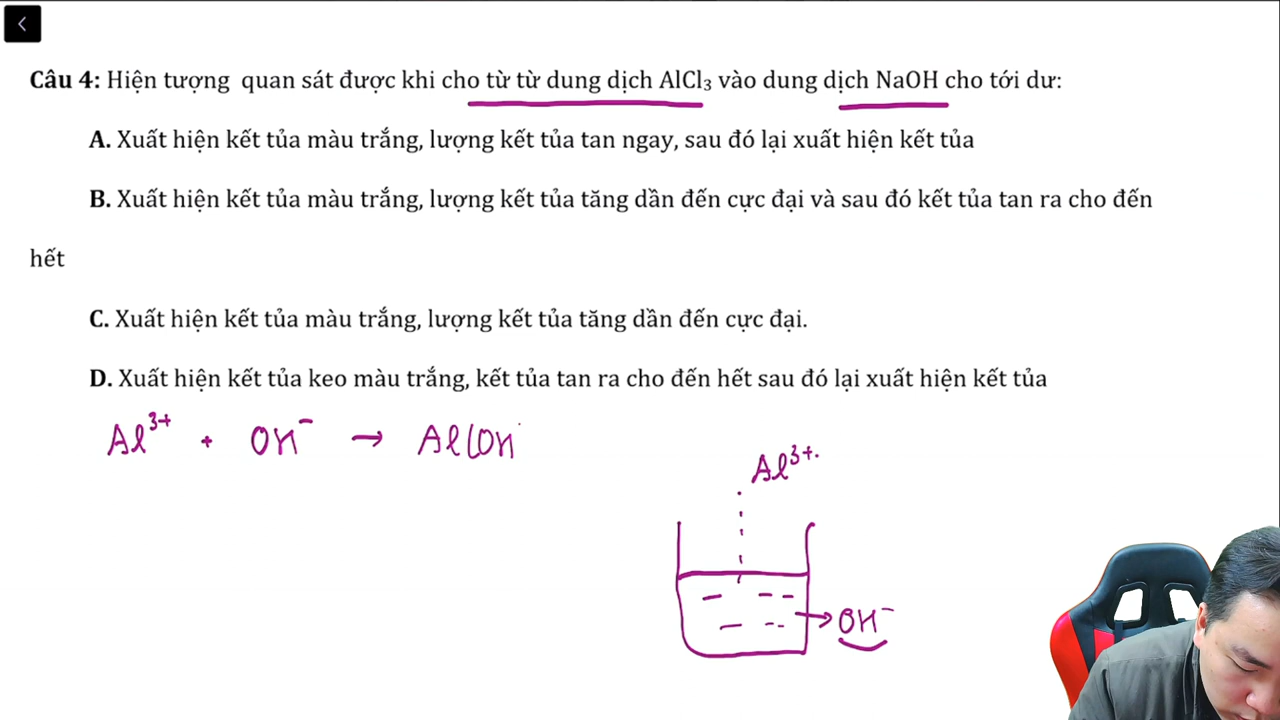 Câu 4: Hiện tượng quan sát được khi cho từ từ dung dịch AlCl₃ vào dung dịch NaOH cho tới dư:
A. Xuất hiện kết tủa màu trắng, lượng kết tủa tan ngay, sau đó lại xuất hiện kết tủa
B. Xuất hiện kết tủa màu trắng, lượng kết tủa tăng dần đến cực đại và sau đó kết tủa tan ra cho đến
hết
C. Xuất hiện kết tủa màu trắng, lượng kết tủa tăng dần đến cực đại.
D. Xuất hiện kết tủa keo màu trắng, kết tủa tan ra cho đến hết sau đó lại xuất hiện kết tủa
Al³⁺ + OH⁻ → Al(OH
Al³⁺
OH⁻